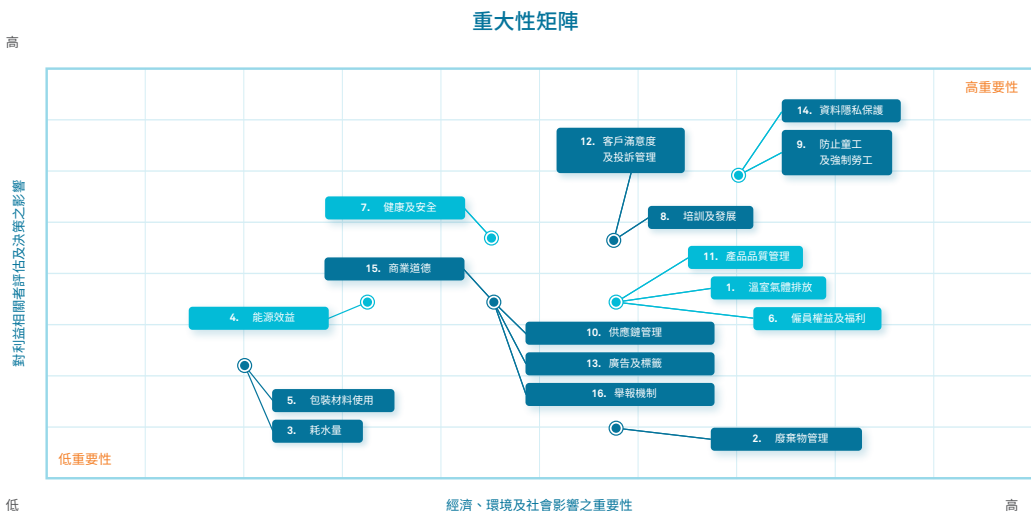 重大性矩陣
高
高重要性
對利益相關者評估及決策之影響
14. 資料隱私保護
9. 防止童工
及強制勞工
12. 客戶滿意度
及投訴管理
7. 健康及安全
8. 培訓及發展
11. 產品品質管理
15. 商業道德
1. 溫室氣體排放
4. 能源效益
6. 僱員權益及福利
10. 供應鏈管理
13. 廣告及標籤
16. 舉報機制
5. 包裝材料使用
3. 耗水量
2. 廢棄物管理
低重要性
低
經濟、環境及社會影響之重要性
高